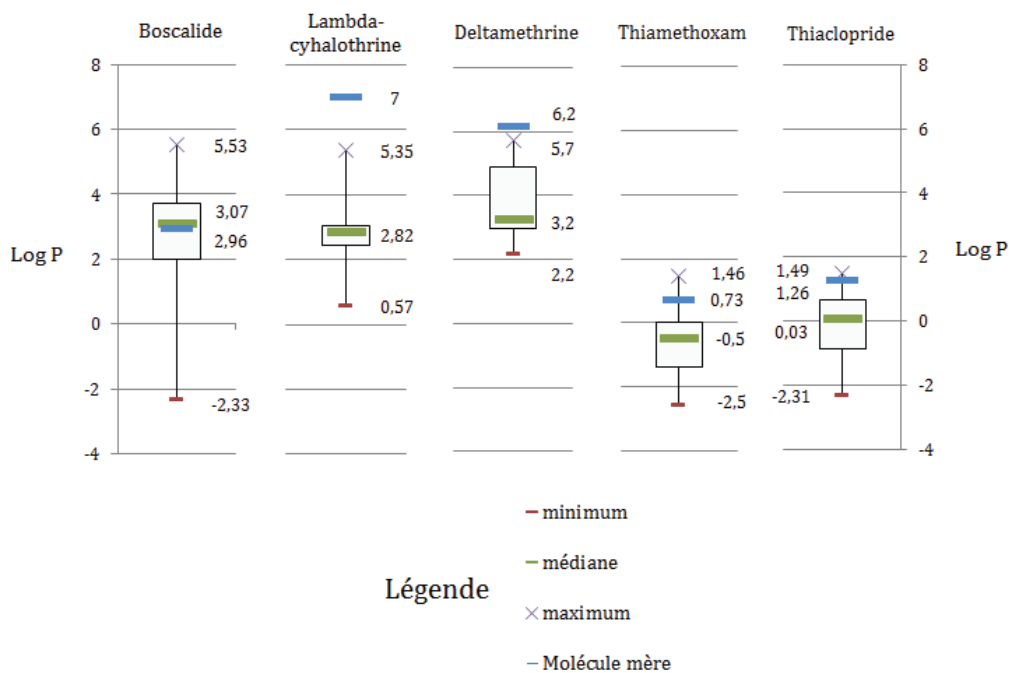 Boscalide
Lambda-
cyhalothrine
Deltamethrine
Thiamethoxam
Thiaclopride
8
6
4
2
0
-2
-4
Log P
5,53
3,07
2,96
-2,33
7
5,35
2,82
0,57
6,2
5,7
3,2
2,2
1,46
0,73
-0,5
-2,5
1,49
1,26
0,03
-2,31
8
6
4
2
0
-2
-4
Log P
Légende
minimum
médiane
maximum
Molécule mère